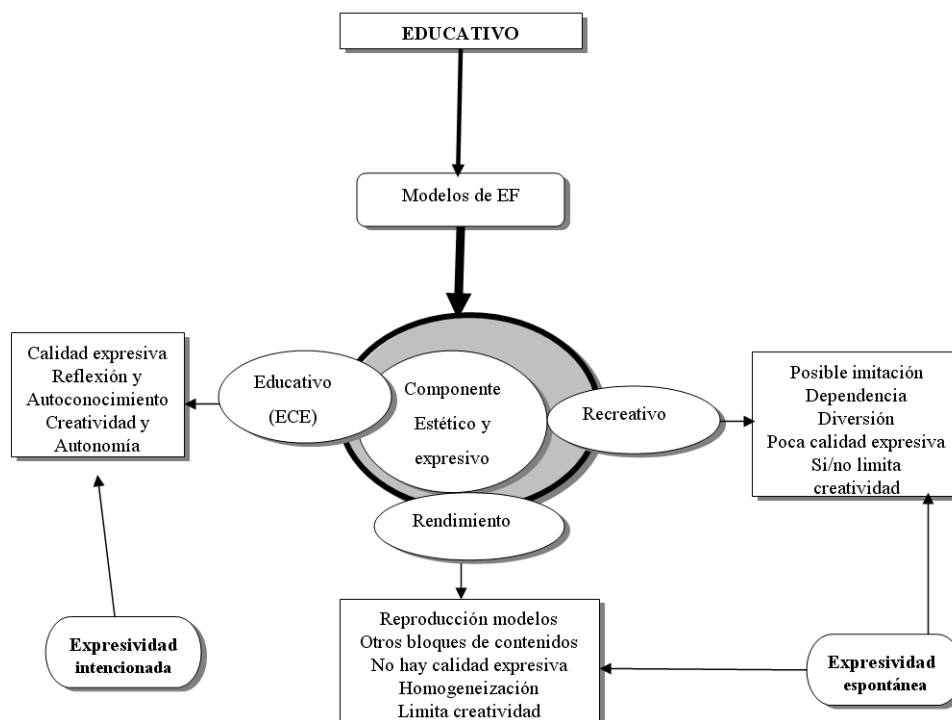 EDUCATIVO
Modelos de EF
Calidad expresiva
Reflexión y
Autoconocimiento
Creatividad y
Autonomía
Educativo
(ECE)
Componente
Estético y
expresivo
Recreativo
Posible imitación
Dependencia
Diversión
Poca calidad expresiva
Si/no limita
creatividad
Rendimiento
Reproducción modelos
Otros bloques de contenidos
No hay calidad expresiva
Homogeneización
Limita creatividad
Expresividad
intencionada
Expresividad
espontánea